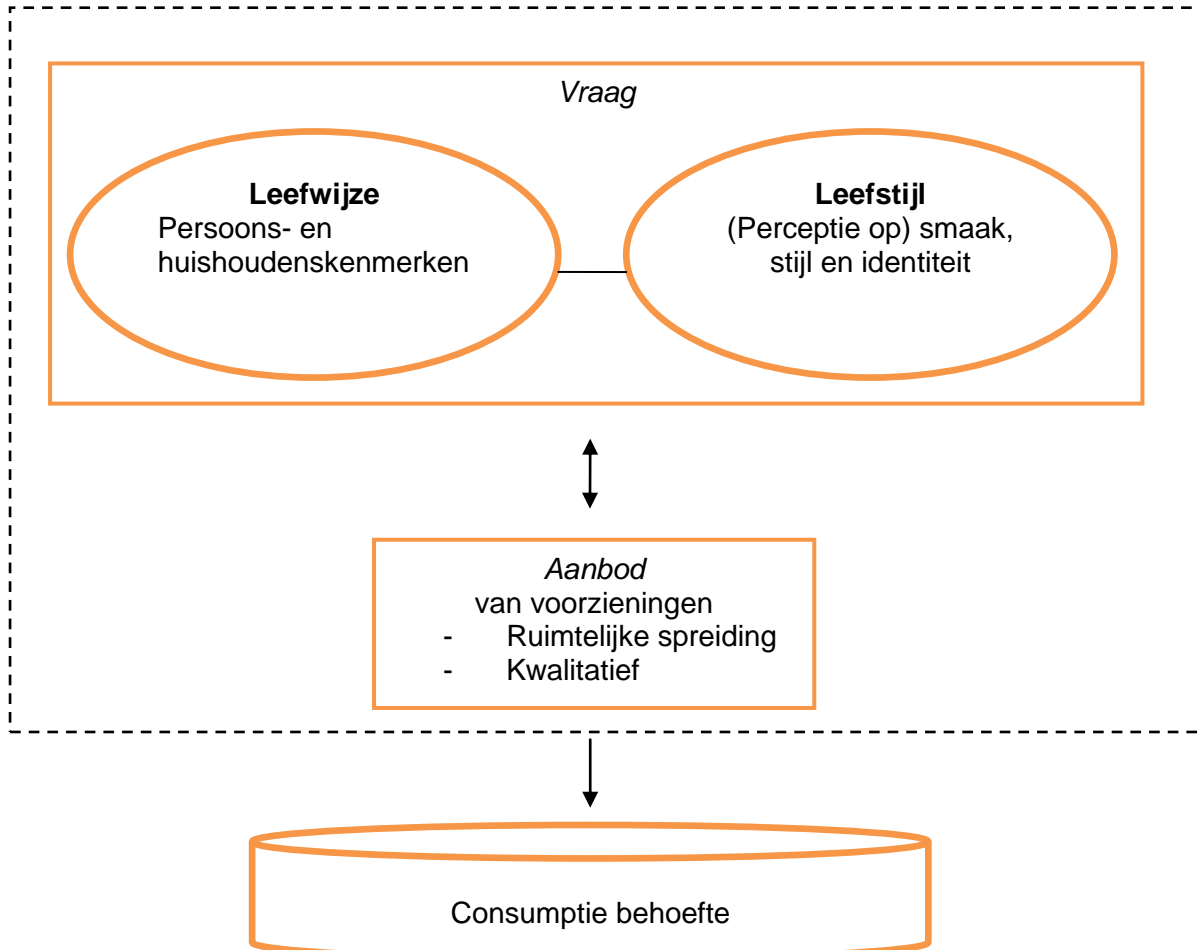 Vraag
Leefwijze
Persoons- en
huishoudenskenmerken
Leefstijl
(Perceptie op) smaak,
stijl en identiteit
Aanbod
van voorzieningen
- Ruimtelijke spreiding
- Kwalitatief
Consumptie behoefte